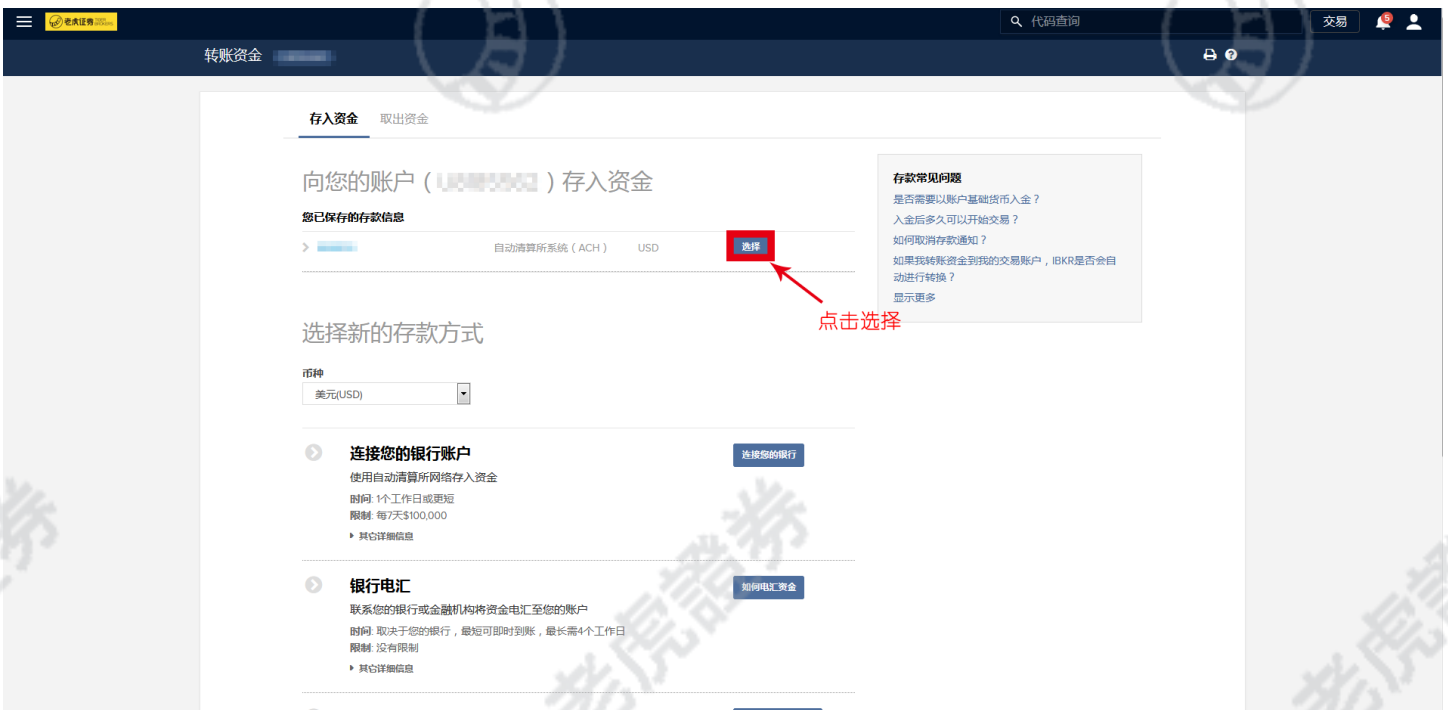 老虎证券 TIGER BROKERS
代码查询
交易
5
转账资金
存入资金 取出资金
向您的账户（ ）存入资金
您已保存的存款信息
自动清算所系统（ACH） USD 选择
点击选择
存款常见问题
是否需要以账户基础货币入金？
入金后多久可以开始交易？
如何取消存款通知？
如果我转账资金到我的交易账户，IBKR是否会自
动进行转换？
显示更多
选择新的存款方式
币种
美元(USD)
连接您的银行账户 连接您的银行
使用自动清算所网络存入资金
时间: 1个工作日或更短
限制: 每7天$100,000
其它详细信息
银行电汇 如何电汇资金
联系您的银行或金融机构将资金电汇至您的账户
时间: 取决于您的银行，最短可即时到账，最长需4个工作日
限制: 没有限制
其它详细信息
老虎證券